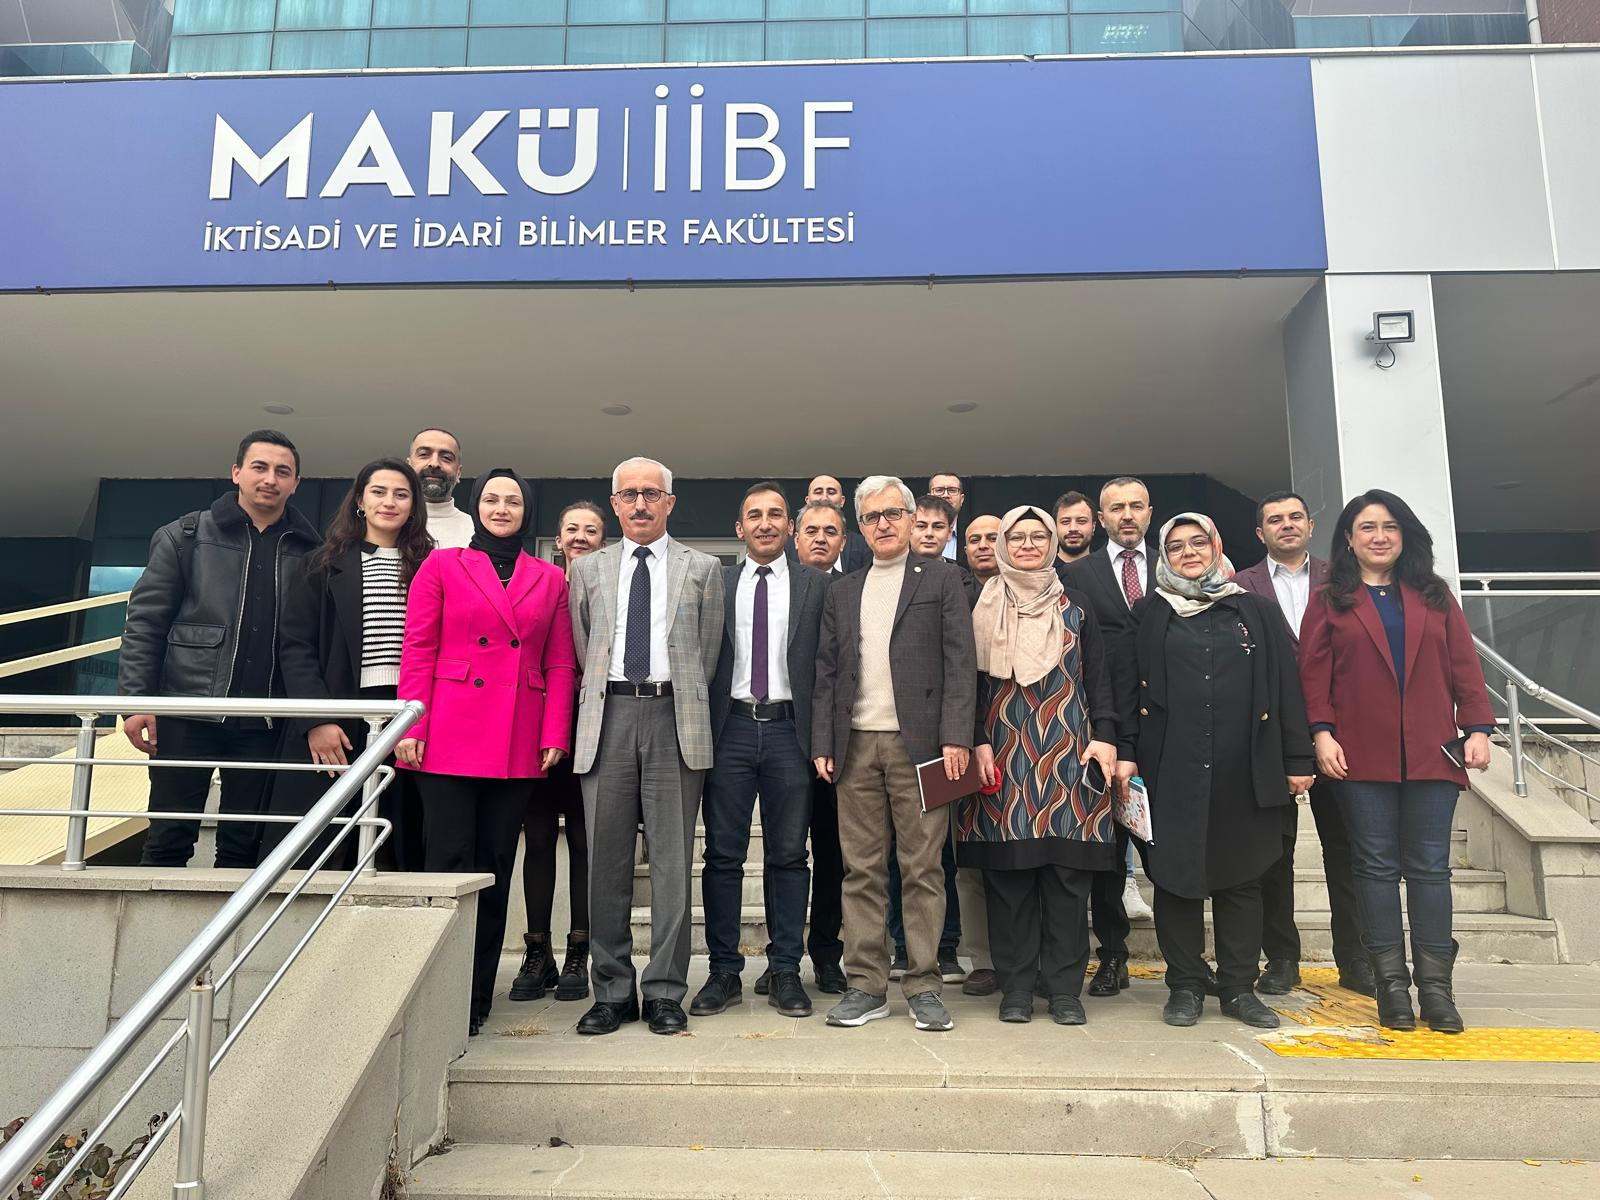 MAKÜ | İİBF
İKTİSADİ VE İDARİ BİLİMLER FAKÜLTESİ